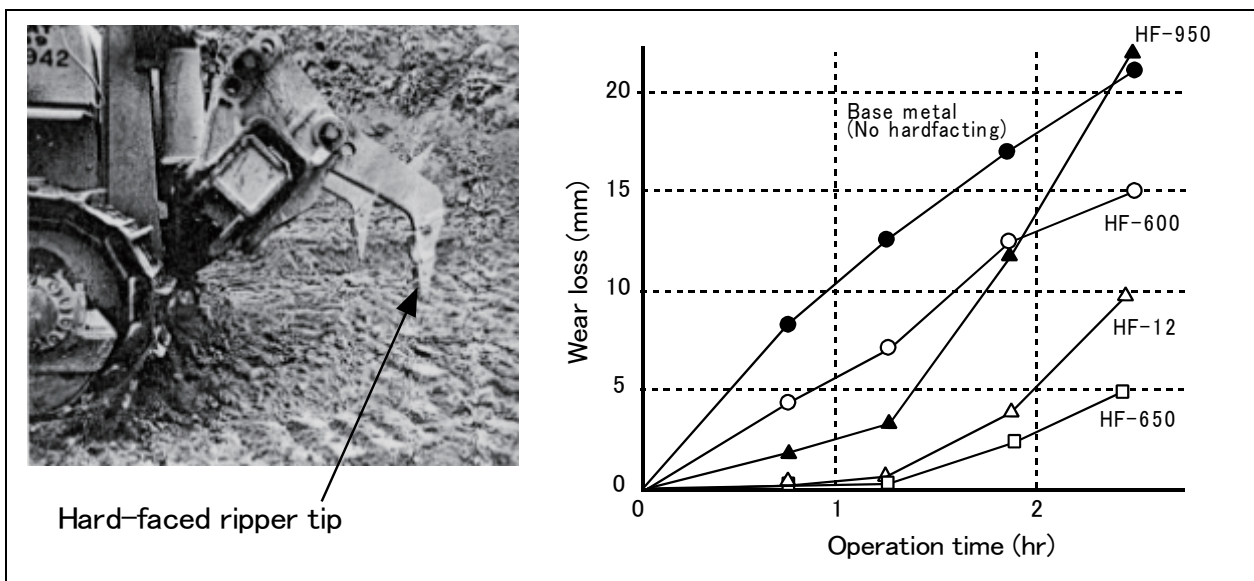 942
Hard-faced ripper tip
HF-950
20
Base metal
(No hardfacting)
15
HF-600
Wear loss (mm)
10
HF-12
5
HF-650
0
0
1
2
Operation time (hr)